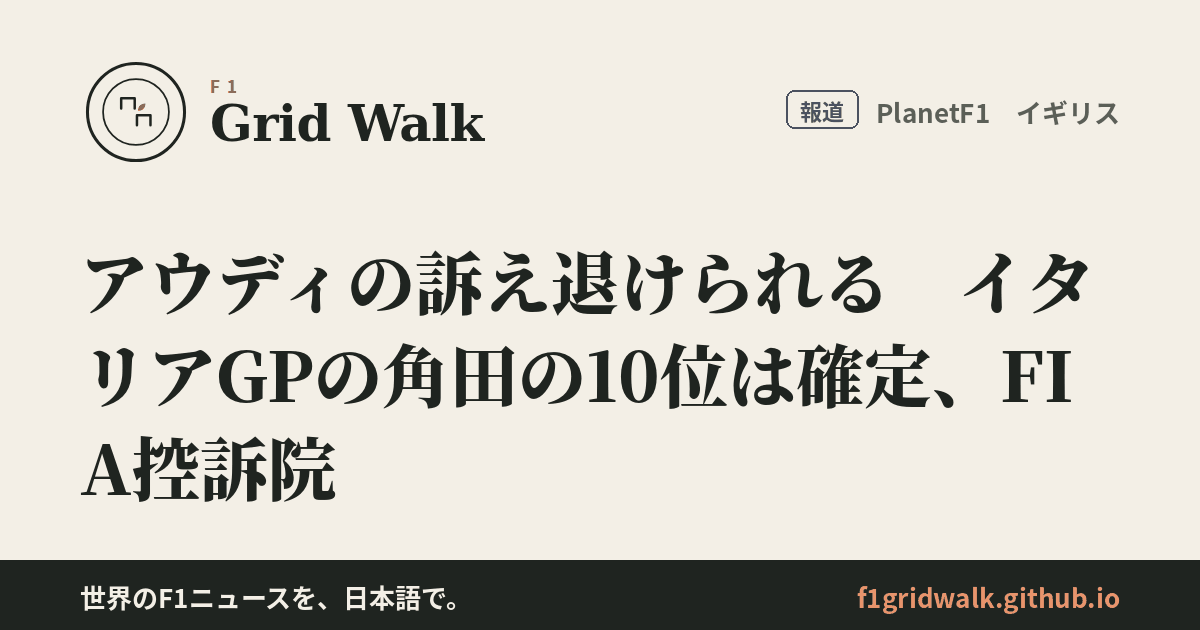 F1
Grid Walk
報道 PlanetF1 イギリス
アウディの訴え退けられる イタ
リアGPの角田の10位は確定、FI
A控訴院
世界のF1ニュースを、日本語で。
f1gridwalk.github.io